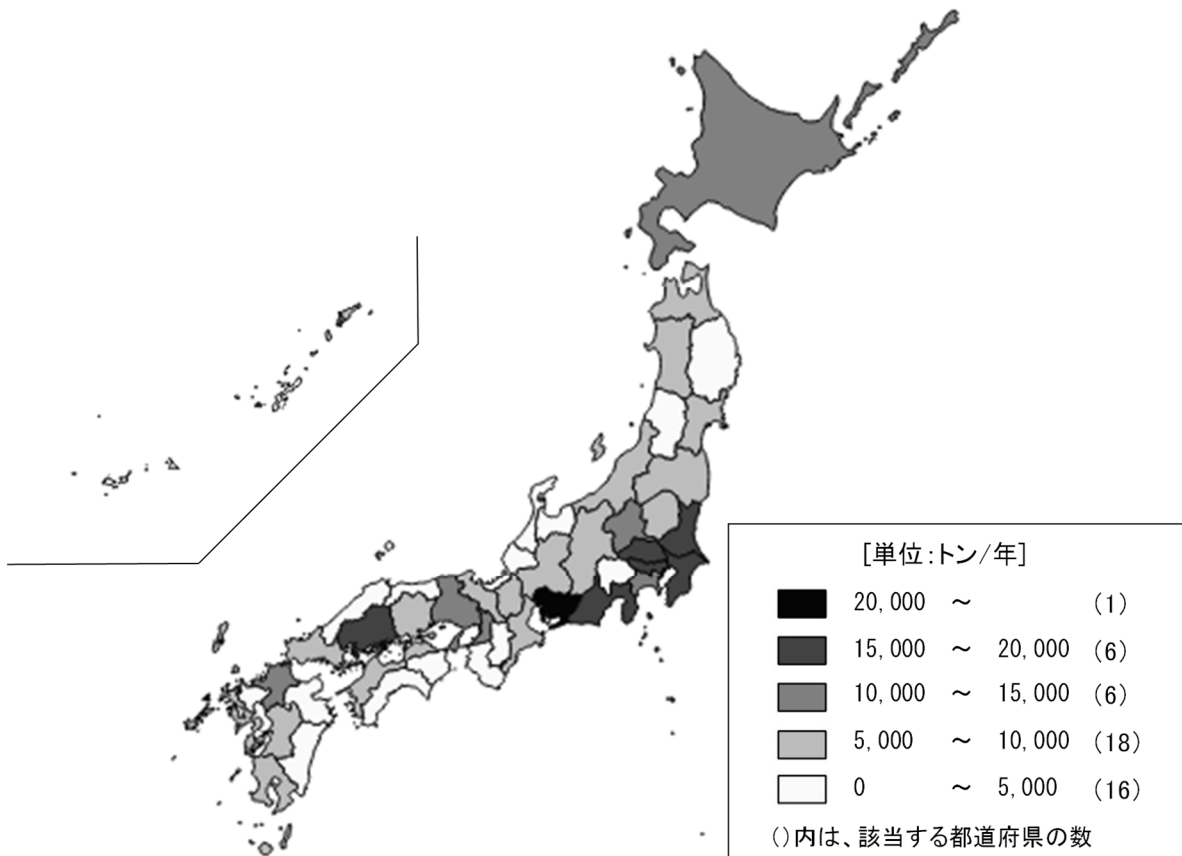 [単位:トン/年]
20,000 ～ (1)
15,000 ～ 20,000 (6)
10,000 ～ 15,000 (6)
5,000 ～ 10,000 (18)
0 ～ 5,000 (16)
()内は、該当する都道府県の数